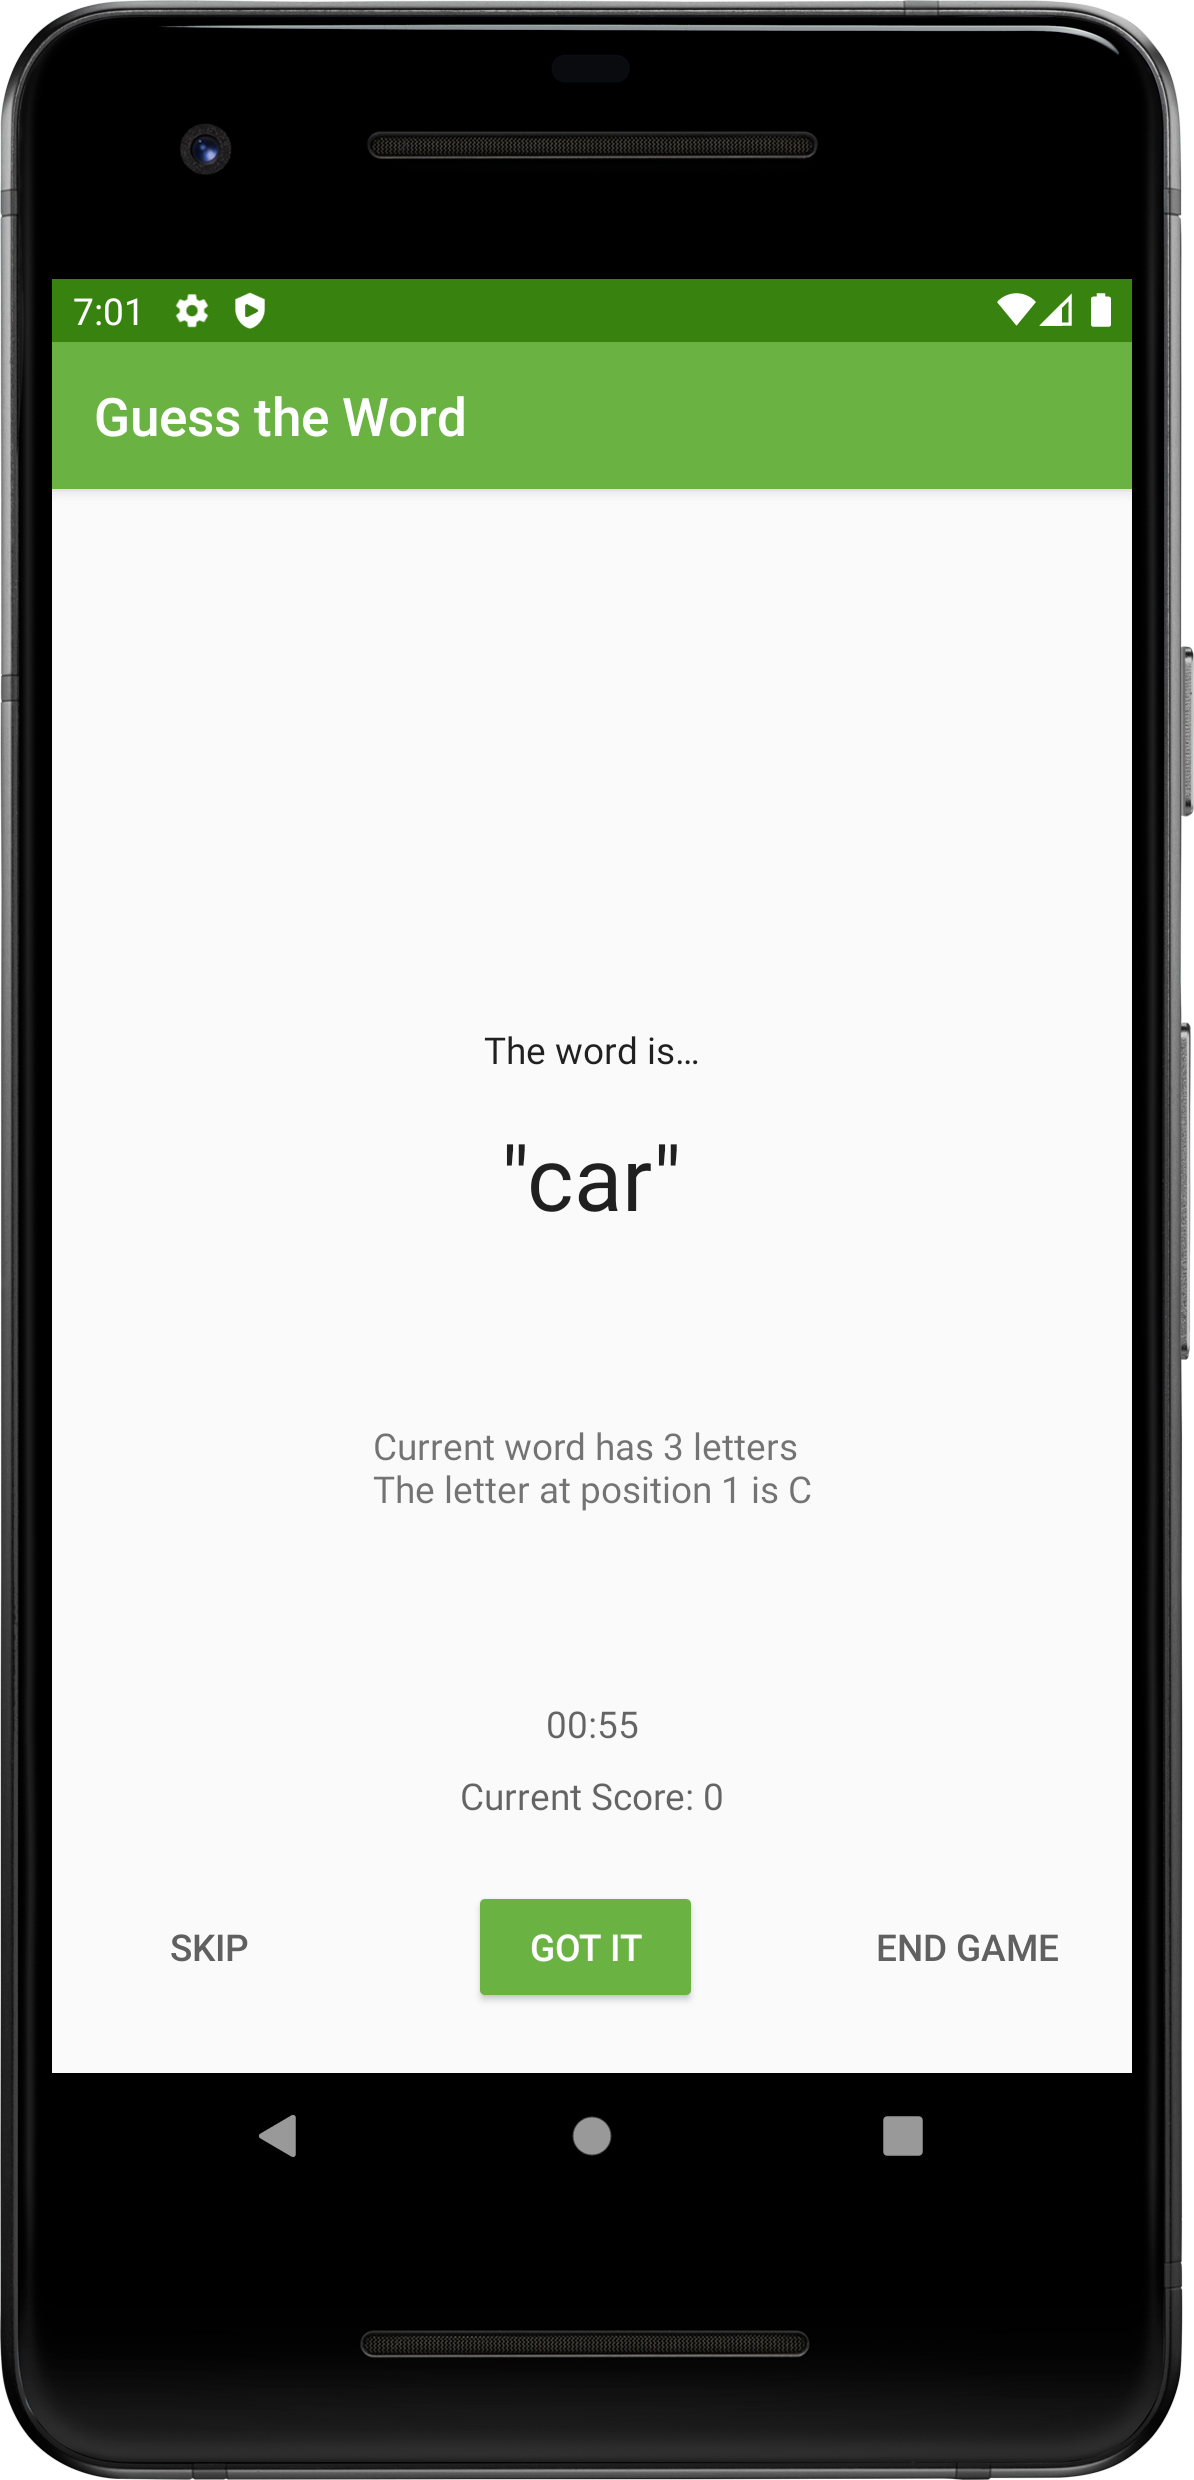 7:01
Guess the Word
The word is...
"car"
Current word has 3 letters
The letter at position 1 is C
00:55
Current Score: 0
SKIP GOT IT END GAME